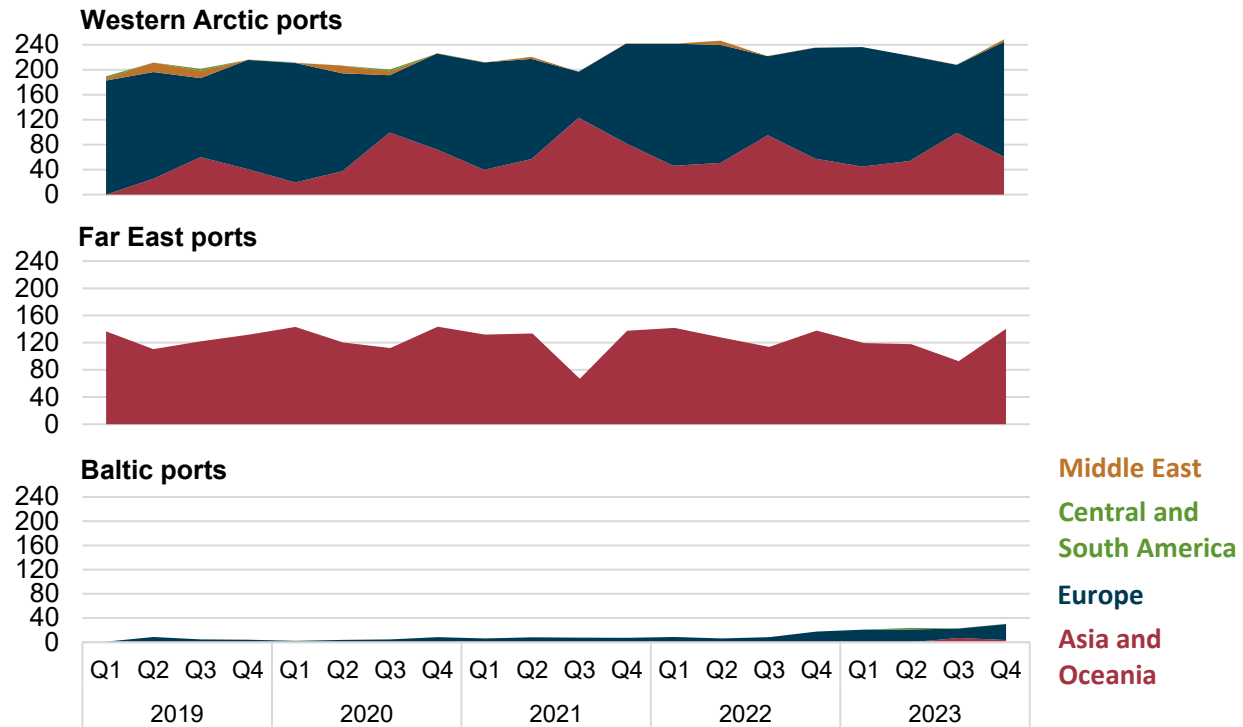 Western Arctic ports
240
200
160
120
80
40
0
Far East ports
240
200
160
120
80
40
0
Baltic ports
240
200
160
120
80
40
0
Q1 Q2 Q3 Q4 Q1 Q2 Q3 Q4 Q1 Q2 Q3 Q4 Q1 Q2 Q3 Q4 Q1 Q2 Q3 Q4
2019 2020 2021 2022 2023
Middle East
Central and
South America
Europe
Asia and
Oceania